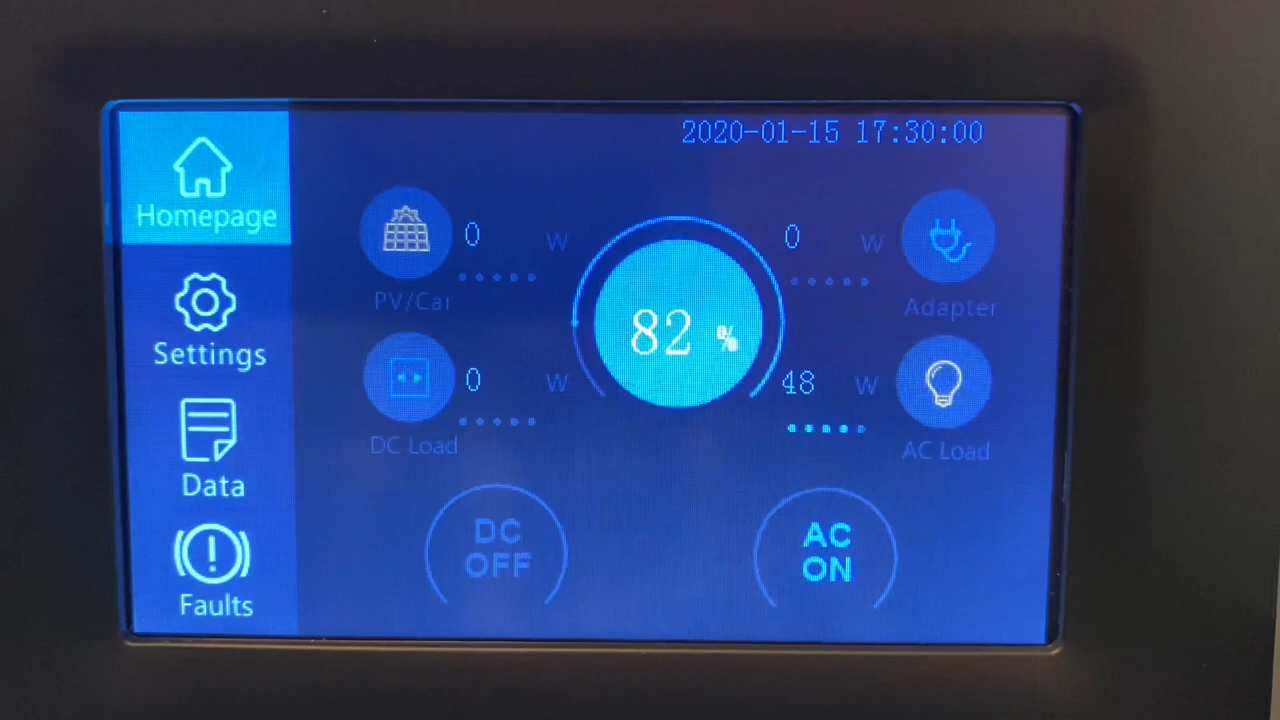 2020-01-15 17:30:00
Homepage
Settings
Data
Faults
0 W
PV/Car
0 W
Adapter
82 %
0 W
DC Load
48 W
AC Load
DC
OFF
AC
ON